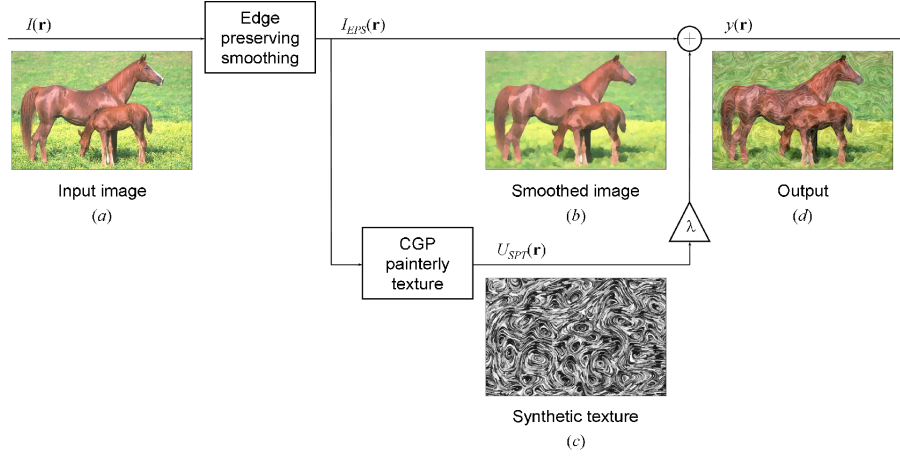 I(r)
Edge
preserving
smoothing
I_EPS(r)
+
y(r)
Input image
(a)
Smoothed image
(b)
Output
(d)
λ
CGP
painterly
texture
U_SPT(r)
Synthetic texture
(c)